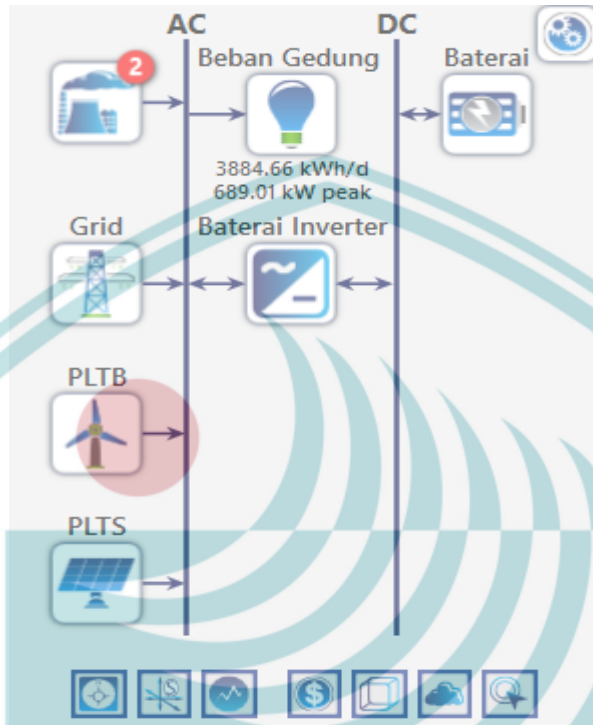 AC
DC
Beban Gedung
Baterai
2
3884.66 kWh/d
689.01 kW peak
Grid
Baterai Inverter
PLTB
PLTS
S
$